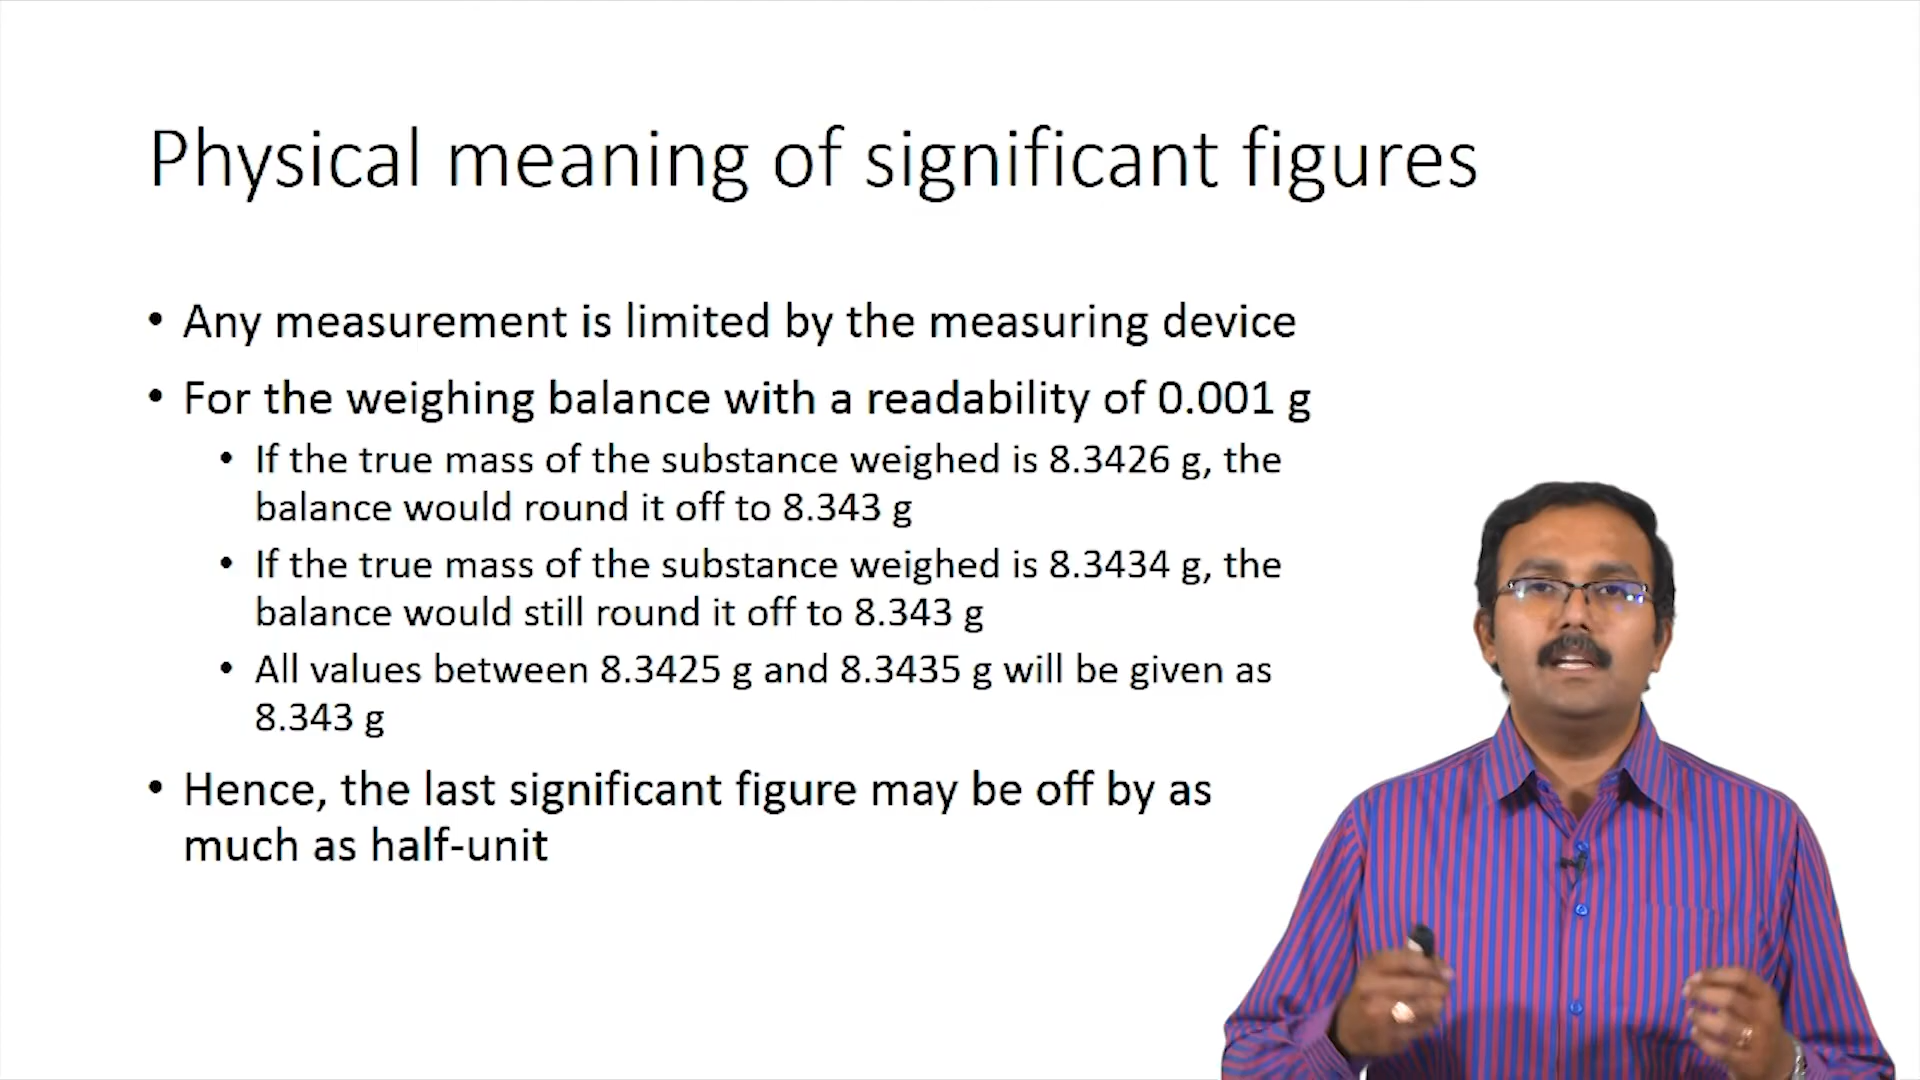 Physical meaning of significant figures
• Any measurement is limited by the measuring device
• For the weighing balance with a readability of 0.001 g
• If the true mass of the substance weighed is 8.3426 g, the
balance would round it off to 8.343 g
• If the true mass of the substance weighed is 8.3434 g, the
balance would still round it off to 8.343 g
• All values between 8.3425 g and 8.3435 g will be given as
8.343 g
• Hence, the last significant figure may be off by as
much as half-unit